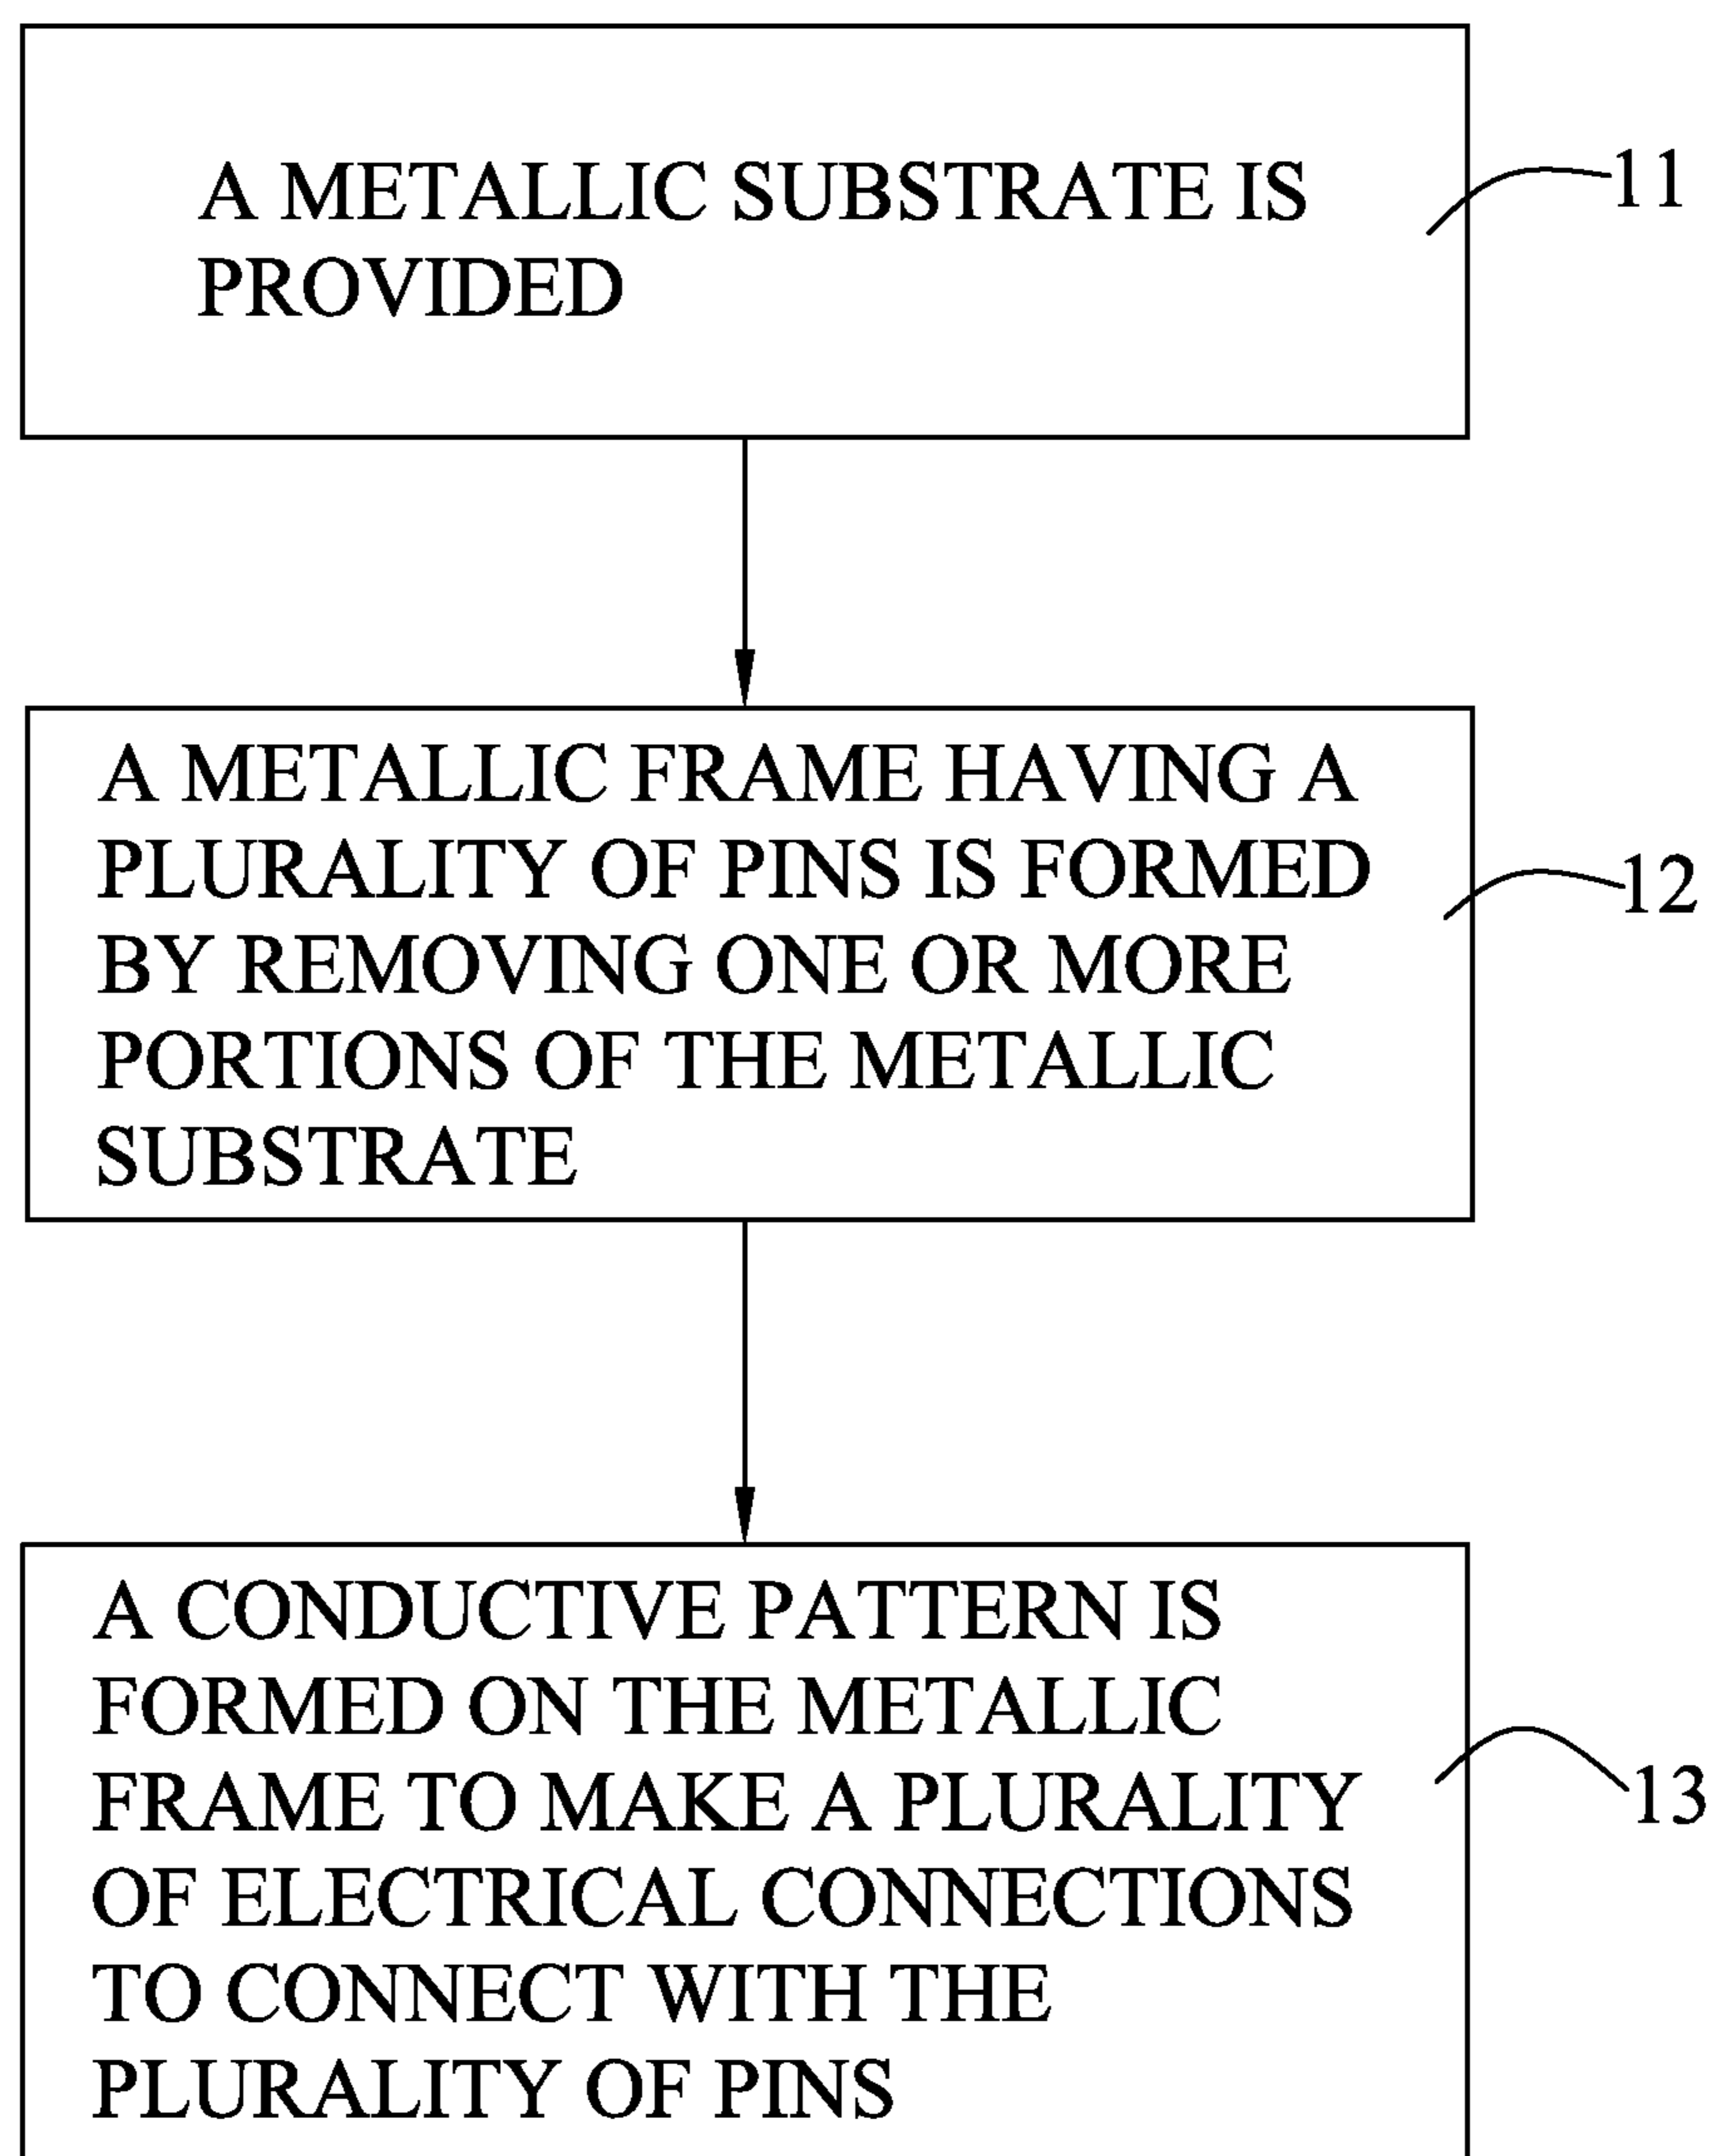 A METALLIC SUBSTRATE IS
PROVIDED
11
A METALLIC FRAME HAVING A
PLURALITY OF PINS IS FORMED
BY REMOVING ONE OR MORE
PORTIONS OF THE METALLIC
SUBSTRATE
12
A CONDUCTIVE PATTERN IS
FORMED ON THE METALLIC
FRAME TO MAKE A PLURALITY
OF ELECTRICAL CONNECTIONS
TO CONNECT WITH THE
PLURALITY OF PINS
13